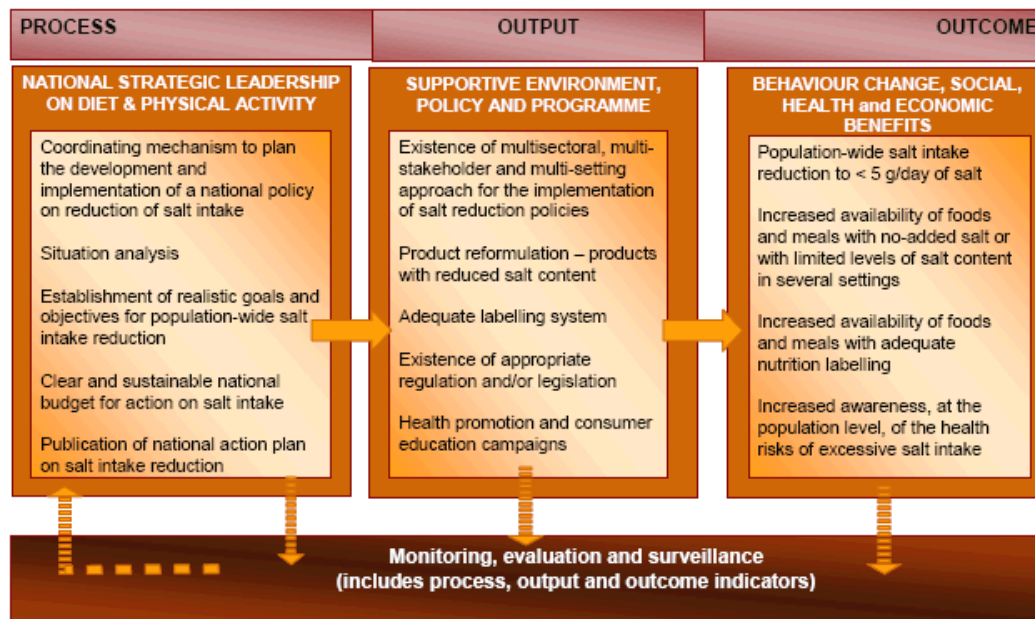 PROCESS
OUTPUT
OUTCOME
NATIONAL STRATEGIC LEADERSHIP
ON DIET & PHYSICAL ACTIVITY
Coordinating mechanism to plan
the development and
implementation of a national policy
on reduction of salt intake
Situation analysis
Establishment of realistic goals and
objectives for population-wide salt
intake reduction
Clear and sustainable national
budget for action on salt intake
Publication of national action plan
on salt intake reduction
SUPPORTIVE ENVIRONMENT,
POLICY AND PROGRAMME
Existence of multisectoral, multi-
stakeholder and multi-setting
approach for the implementation
of salt reduction policies
Product reformulation – products
with reduced salt content
Adequate labelling system
Existence of appropriate
regulation and/or legislation
Health promotion and consumer
education campaigns
BEHAVIOUR CHANGE, SOCIAL,
HEALTH and ECONOMIC
BENEFITS
Population-wide salt intake
reduction to < 5 g/day of salt
Increased availability of foods
and meals with no-added salt or
with limited levels of salt content
in several settings
Increased availability of foods
and meals with adequate
nutrition labelling
Increased awareness, at the
population level, of the health
risks of excessive salt intake
Monitoring, evaluation and surveillance
(includes process, output and outcome indicators)